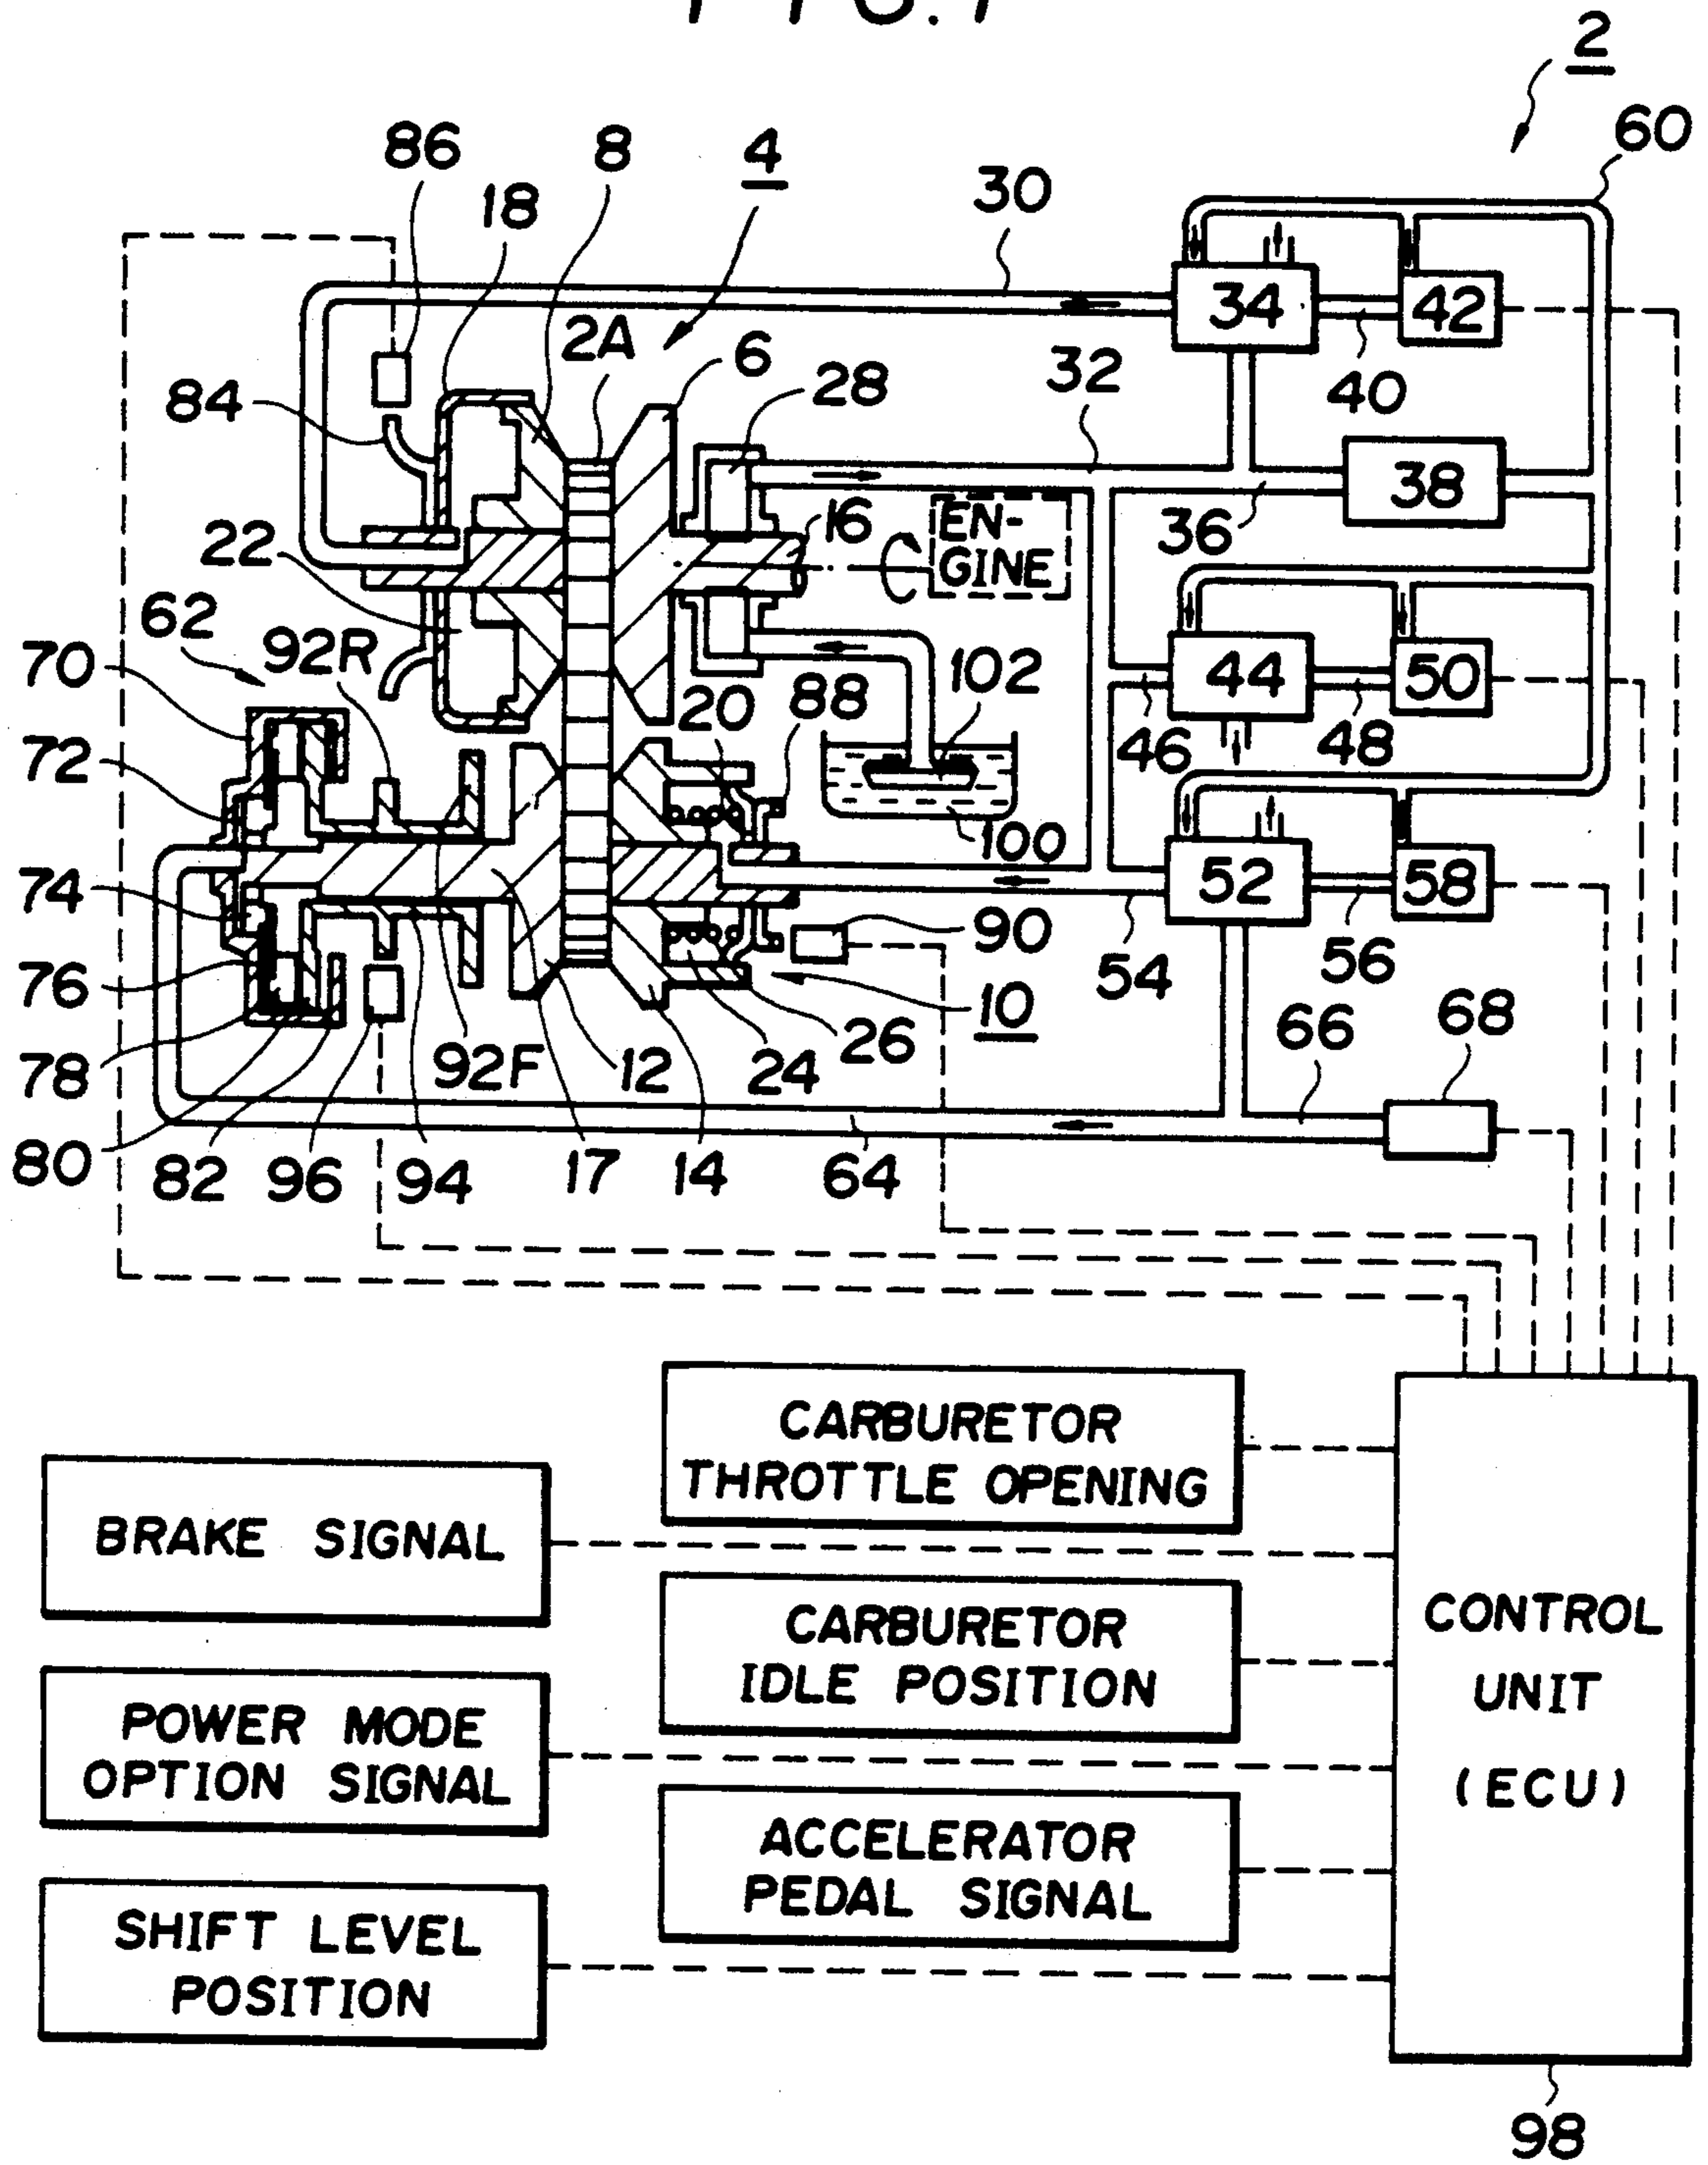 FIG. 1
2
60
86
8
4
18
30
34
42
2A
6
28
32
40
84
38
16
EN-
GINE
36
22
62
92R
70
20
88
102
44
50
46
48
72
100
52
58
74
90
54
56
76
10
66
68
78
92F
12
24
26
80
82
96
94
17
14
64
CARBURETOR
THROTTLE OPENING
BRAKE SIGNAL
CARBURETOR
IDLE POSITION
POWER MODE
OPTION SIGNAL
ACCELERATOR
PEDAL SIGNAL
SHIFT LEVEL
POSITION
CONTROL
UNIT
(ECU)
98